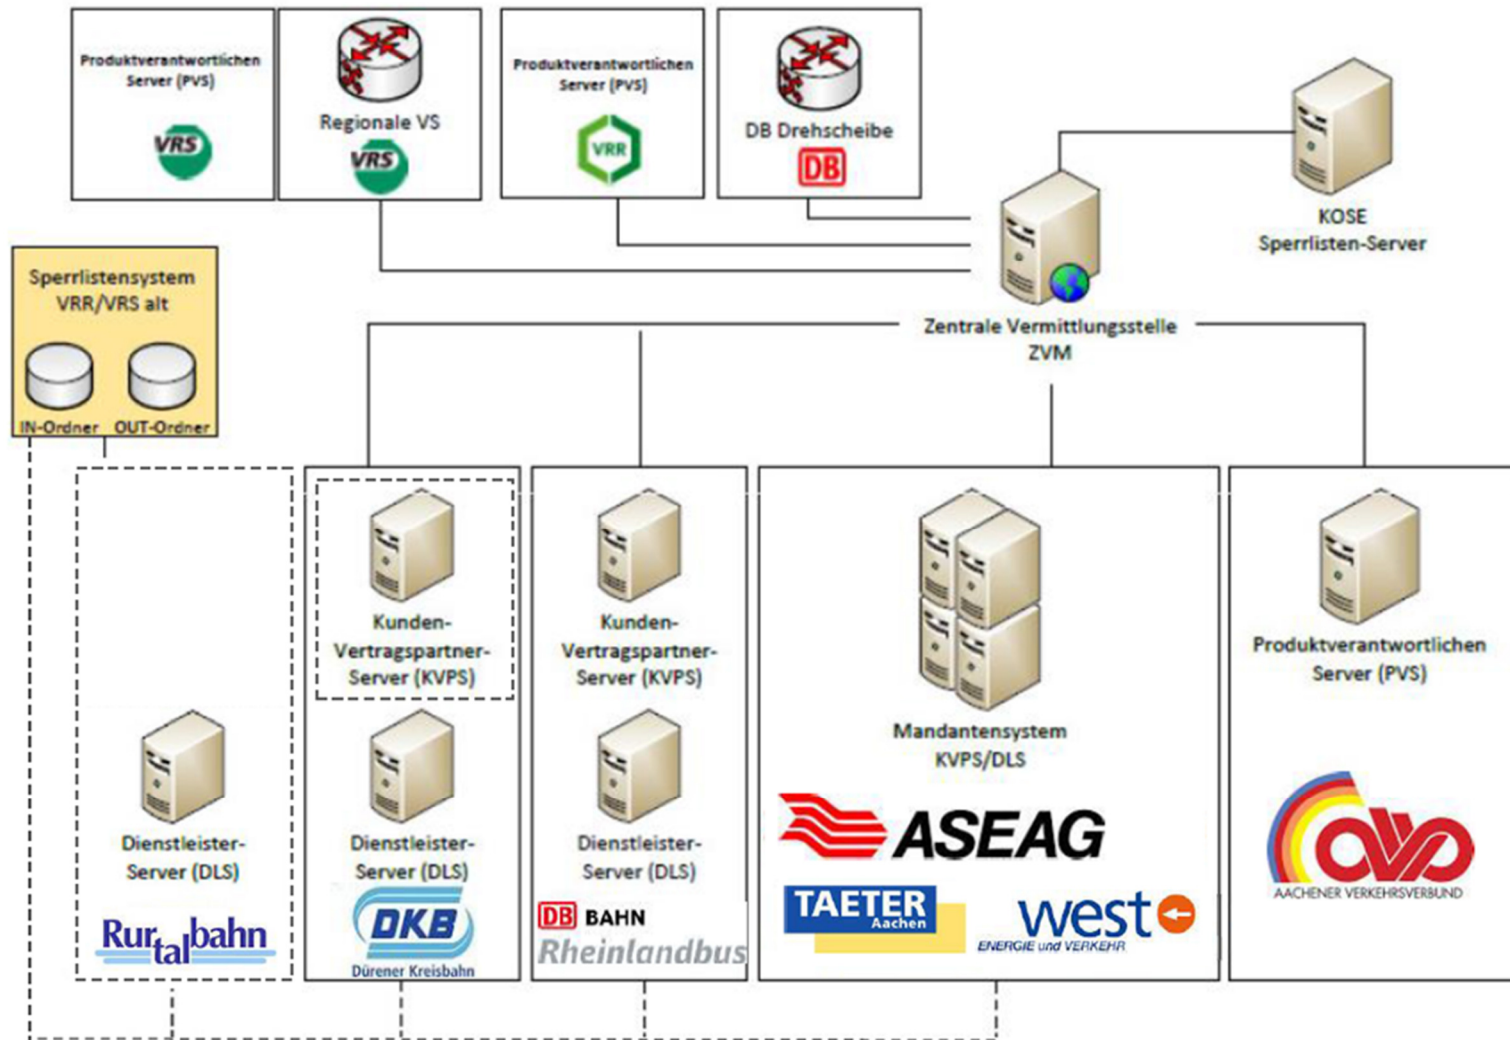 Produktverantwortlichen
Server (PVS)
VRS
Regionale VS
VRS
Produktverantwortlichen
Server (PVS)
VRR
DB Drehscheibe
DB
KOSE
Sperrlisten-Server
Sperrlistensystem
VRR/VRS alt
IN-Ordner
OUT-Ordner
Zentrale Vermittlungsstelle
ZVM
Dienstleister-
Server (DLS)
Rurtalbahn
Kunden-
Vertragspartner-
Server (KVPS)
Dienstleister-
Server (DLS)
DKB
Dürener Kreisbahn
Kunden-
Vertragspartner-
Server (KVPS)
Dienstleister-
Server (DLS)
DB BAHN
Rheinlandbus
Mandantensystem
KVPS/DLS
ASEAG
TAETER
Aachen
west
ENERGIE und VERKEHR
Produktverantwortlichen
Server (PVS)
AVV
AACHENER VERKEHRSVERBUND